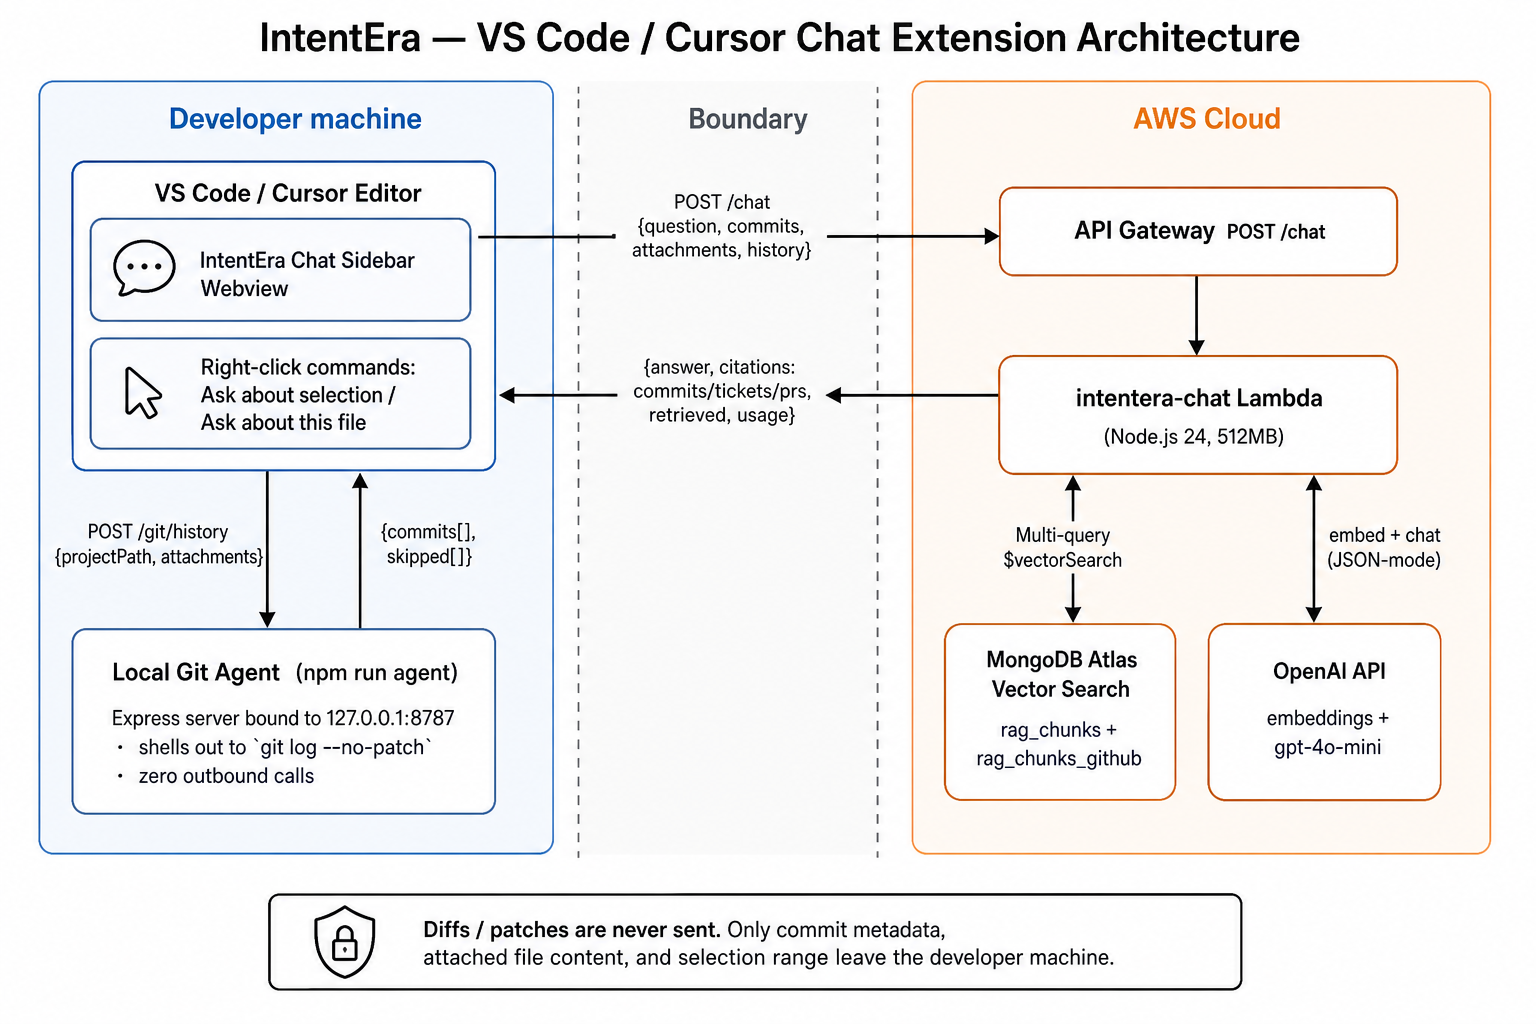 IntentEra — VS Code / Cursor Chat Extension Architecture
Developer machine
VS Code / Cursor Editor
IntentEra Chat Sidebar
Webview
Right-click commands:
Ask about selection /
Ask about this file
POST /git/history
{projectPath, attachments}
{commits[],
skipped[]}
Local Git Agent (npm run agent)
Express server bound to 127.0.0.1:8787
• shells out to `git log --no-patch`
• zero outbound calls
Boundary
POST /chat
{question, commits,
attachments, history}
{answer, citations:
commits/tickets/prs,
retrieved, usage}
AWS Cloud
API Gateway POST /chat
intentera-chat Lambda
(Node.js 24, 512MB)
Multi-query
$vectorSearch
embed + chat
(JSON-mode)
MongoDB Atlas
Vector Search
rag_chunks +
rag_chunks_github
OpenAI API
embeddings +
gpt-4o-mini
Diffs / patches are never sent. Only commit metadata,
attached file content, and selection range leave the developer machine.